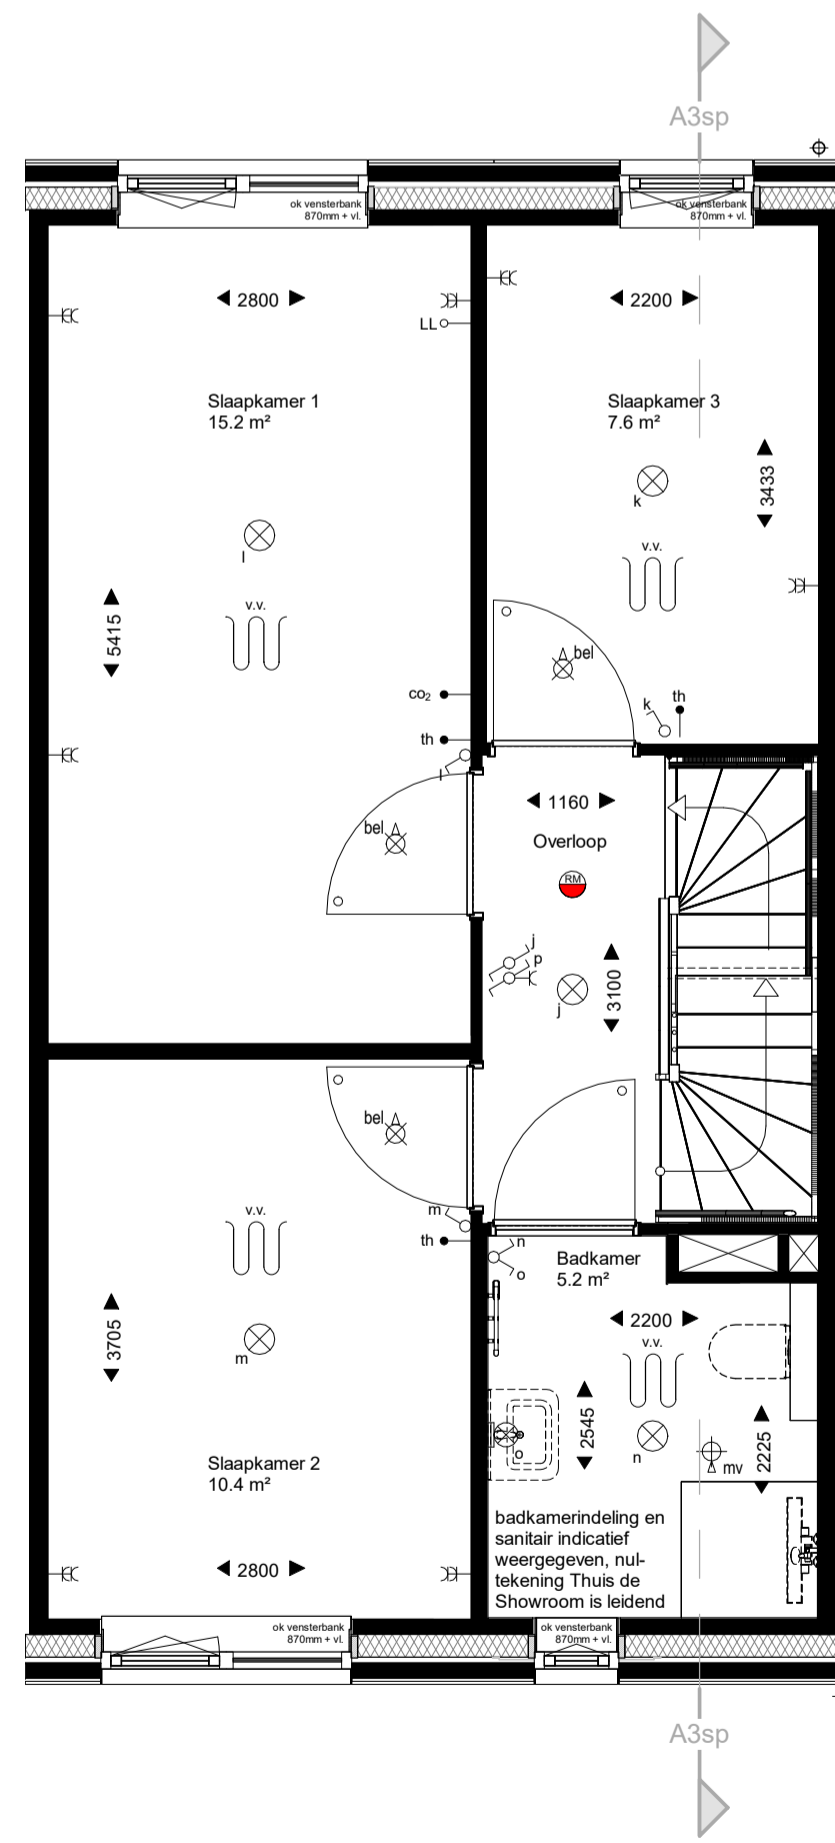 A3sp
ok vensterbank
870mm + vl.
ok vensterbank
870mm + vl.
2800
2200
LL
Slaapkamer 1
15.2 m²
Slaapkamer 3
7.6 m²
3433
k
l
v.v.
v.v.
5415
bel
co₂
k
th
th
l
1160
bel
Overloop
RM
j
p
3100
j
bel
v.v.
m
th
n
o
Badkamer
5.2 m²
2200
v.v.
3705
m
2545
2225
o
n
mv
Slaapkamer 2
10.4 m²
badkamerindeling en
sanitair indicatief
weergegeven, nul-
tekening Thuis de
Showroom is leidend
2800
ok vensterbank
870mm + vl.
ok vensterbank
870mm + vl.
A3sp